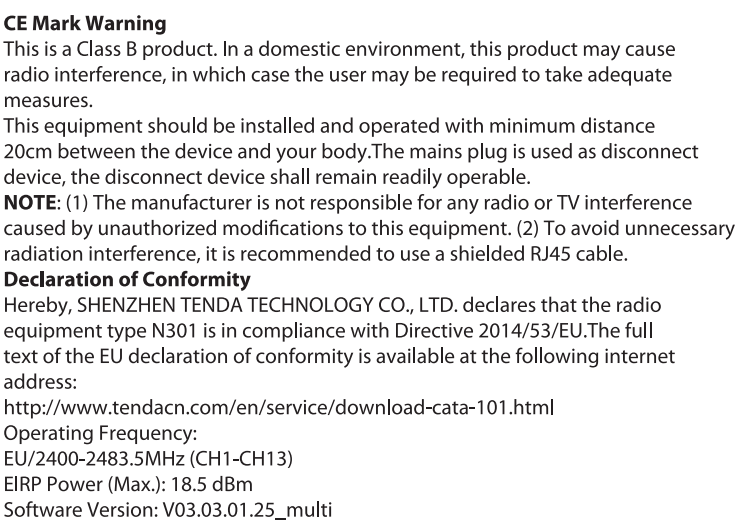 CE Mark Warning
This is a Class B product. In a domestic environment, this product may cause
radio interference, in which case the user may be required to take adequate
measures.
This equipment should be installed and operated with minimum distance
20cm between the device and your body.The mains plug is used as disconnect
device, the disconnect device shall remain readily operable.
NOTE: (1) The manufacturer is not responsible for any radio or TV interference
caused by unauthorized modifications to this equipment. (2) To avoid unnecessary
radiation interference, it is recommended to use a shielded RJ45 cable.
Declaration of Conformity
Hereby, SHENZHEN TENDA TECHNOLOGY CO., LTD. declares that the radio
equipment type N301 is in compliance with Directive 2014/53/EU.The full
text of the EU declaration of conformity is available at the following internet
address:
http://www.tendacn.com/en/service/download-cata-101.html
Operating Frequency:
EU/2400-2483.5MHz (CH1-CH13)
EIRP Power (Max.): 18.5 dBm
Software Version: V03.03.01.25_multi